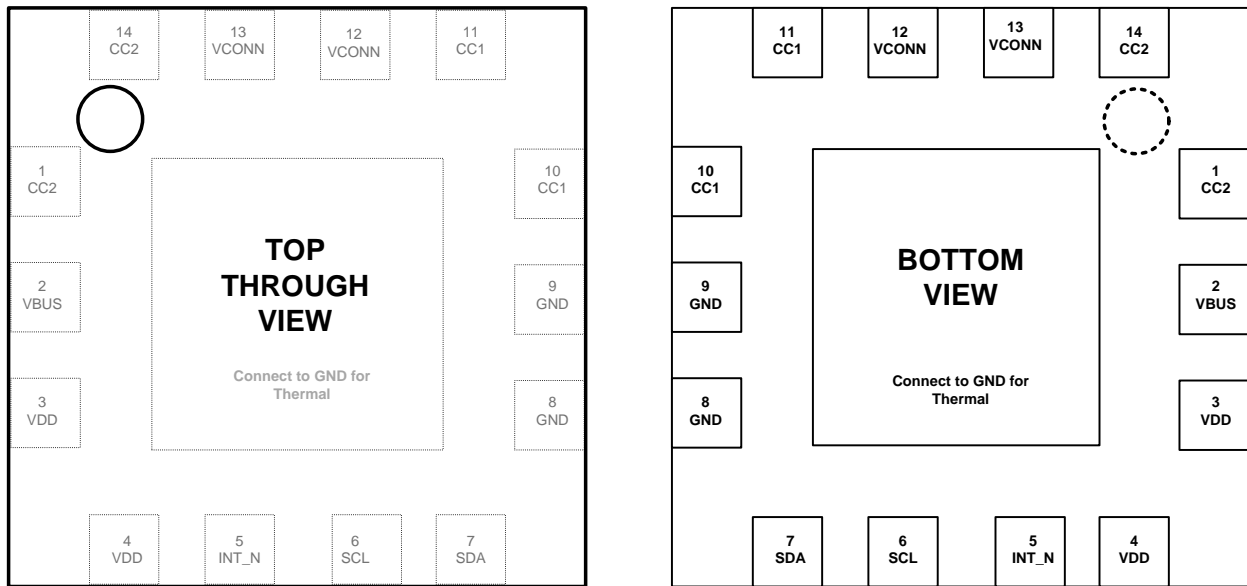 14
CC2
13
VCONN
12
VCONN
11
CC1
1
CC2
10
CC1
2
VBUS
9
GND
3
VDD
8
GND
TOP
THROUGH
VIEW
Connect to GND for
Thermal
4
VDD
5
INT_N
6
SCL
7
SDA
11
CC1
12
VCONN
13
VCONN
14
CC2
10
CC1
1
CC2
9
GND
2
VBUS
8
GND
3
VDD
BOTTOM
VIEW
Connect to GND for
Thermal
7
SDA
6
SCL
5
INT_N
4
VDD